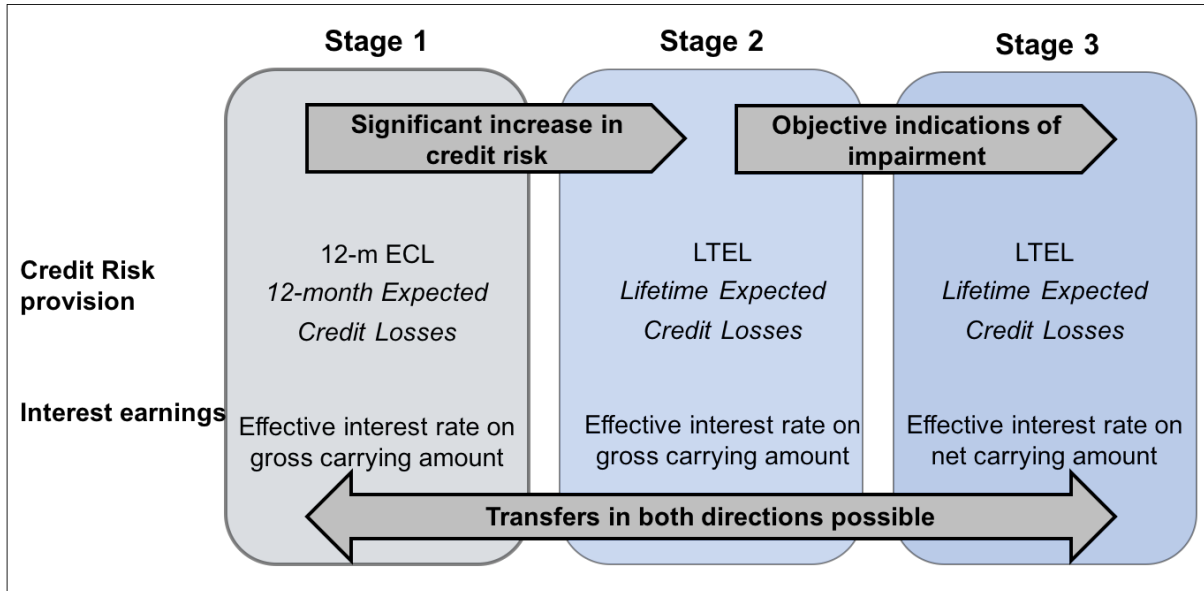 Stage 1
Stage 2
Stage 3
Significant increase in
credit risk
Objective indications of
impairment
Credit Risk
provision
12-m ECL
12-month Expected
Credit Losses
LTEL
Lifetime Expected
Credit Losses
LTEL
Lifetime Expected
Credit Losses
Interest earnings
Effective interest rate on
gross carrying amount
Effective interest rate on
gross carrying amount
Effective interest rate on
net carrying amount
Transfers in both directions possible